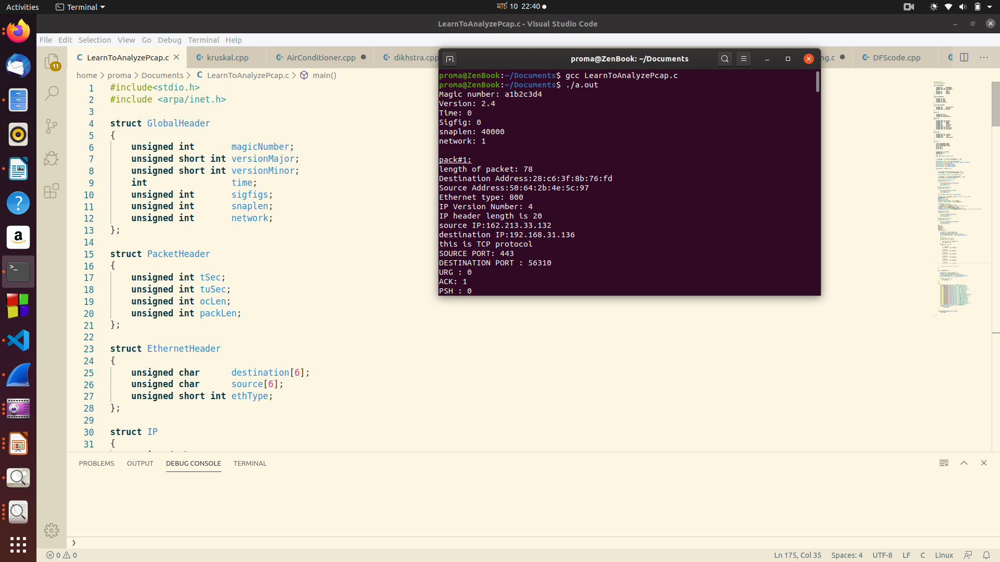 Activities
Terminal
মার্চ 10 22:40
LearnToAnalyzePcap.c - Visual Studio Code
File Edit Selection View Go Debug Terminal Help
LearnToAnalyzePcap.c
kruskal.cpp
AirConditioner.cpp
dikhstra.cpp
ng.c
DFScode.cpp
11
home > proma > Documents > LearnToAnalyzePcap.c > main()
1 #include<stdio.h>
2 #include <arpa/inet.h>
3
4 struct GlobalHeader
5 {
6 unsigned int magicNumber;
7 unsigned short int versionMajor;
8 unsigned short int versionMinor;
9 int time;
10 unsigned int sigfigs;
11 unsigned int snaplen;
12 unsigned int network;
13 };
14
15 struct PacketHeader
16 {
17 unsigned int tSec;
18 unsigned int tuSec;
19 unsigned int ocLen;
20 unsigned int packLen;
21 };
22
23 struct EthernetHeader
24 {
25 unsigned char destination[6];
26 unsigned char source[6];
27 unsigned short int ethType;
28 };
29
30 struct IP
31 {
proma@ZenBook: ~/Documents
proma@ZenBook:~/Documents$ gcc LearnToAnalyzePcap.c
proma@ZenBook:~/Documents$ ./a.out
Magic number: a1b2c3d4
Version: 2.4
Time: 0
Sigfig: 0
snaplen: 40000
network: 1
pack#1:
length of packet: 78
Destination Address:28:c6:3f:8b:76:fd
Source Address:50:64:2b:4e:5c:97
Ethernet type: 800
IP Version Number: 4
IP header length is 20
source IP:162.213.33.132
destination IP:192.168.31.136
this is TCP protocol
SOURCE PORT: 443
DESTINATION PORT : 56310
URG : 0
ACK: 1
PSH : 0
PROBLEMS OUTPUT DEBUG CONSOLE TERMINAL
0 0
Ln 175, Col 35 Spaces: 4 UTF-8 LF C Linux